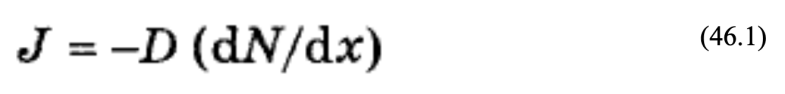 J = –D (dN/dx) (46.1)